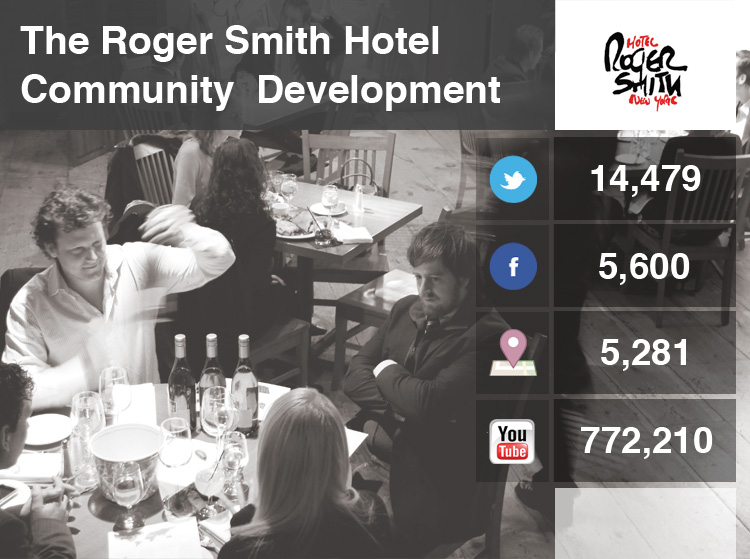 The Roger Smith Hotel
Community Development
HOTEL
ROGER
SMITH
NEW YORK
14,479
f
5,600
5,281
You
Tube
772,210